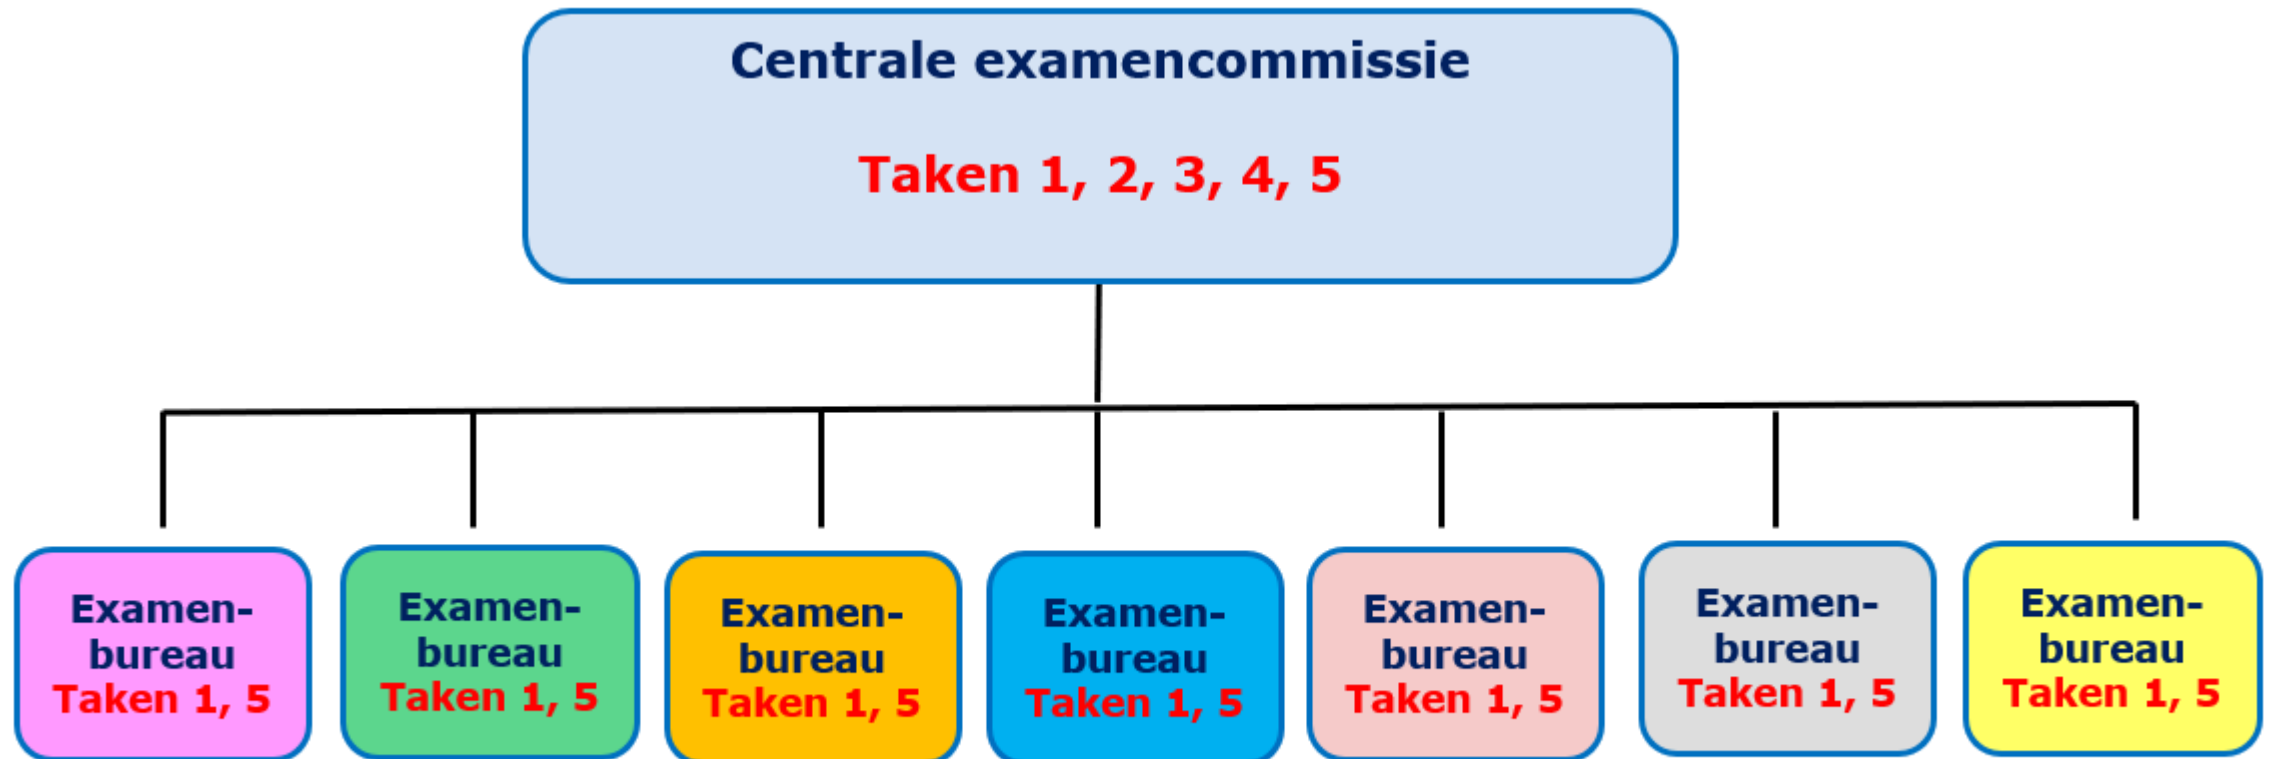 Centrale examencommissie
Taken 1, 2, 3, 4, 5
Examen-
bureau
Taken 1, 5
Examen-
bureau
Taken 1, 5
Examen-
bureau
Taken 1, 5
Examen-
bureau
Taken 1, 5
Examen-
bureau
Taken 1, 5
Examen-
bureau
Taken 1, 5
Examen-
bureau
Taken 1, 5